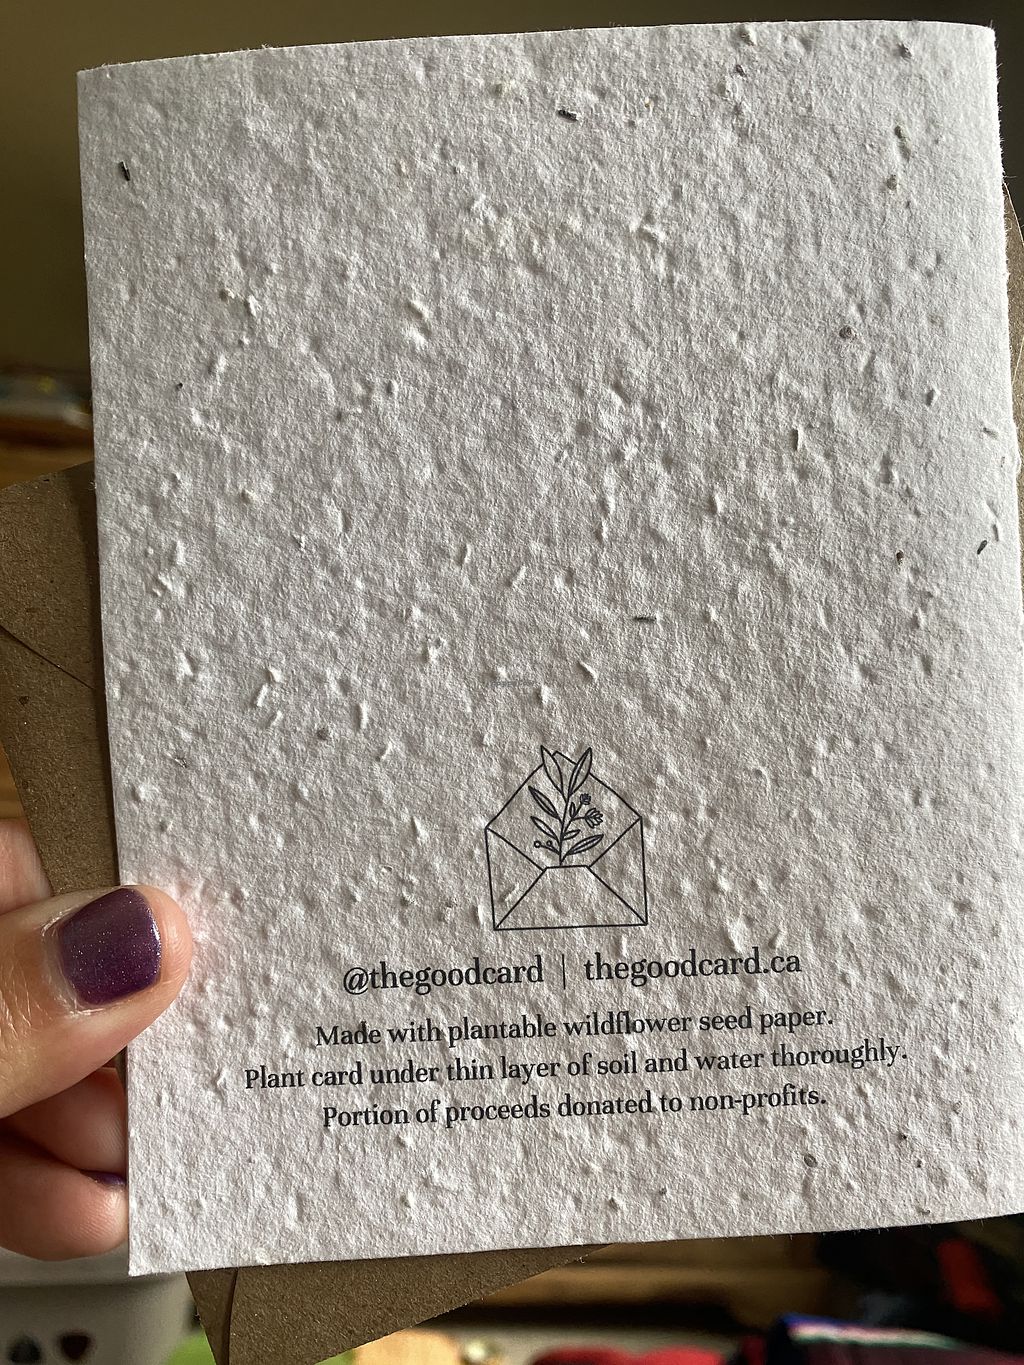 @thegoodcard | thegoodcard.ca
Made with plantable wildflower seed paper.
Plant card under thin layer of soil and water thoroughly.
Portion of proceeds donated to non-profits.